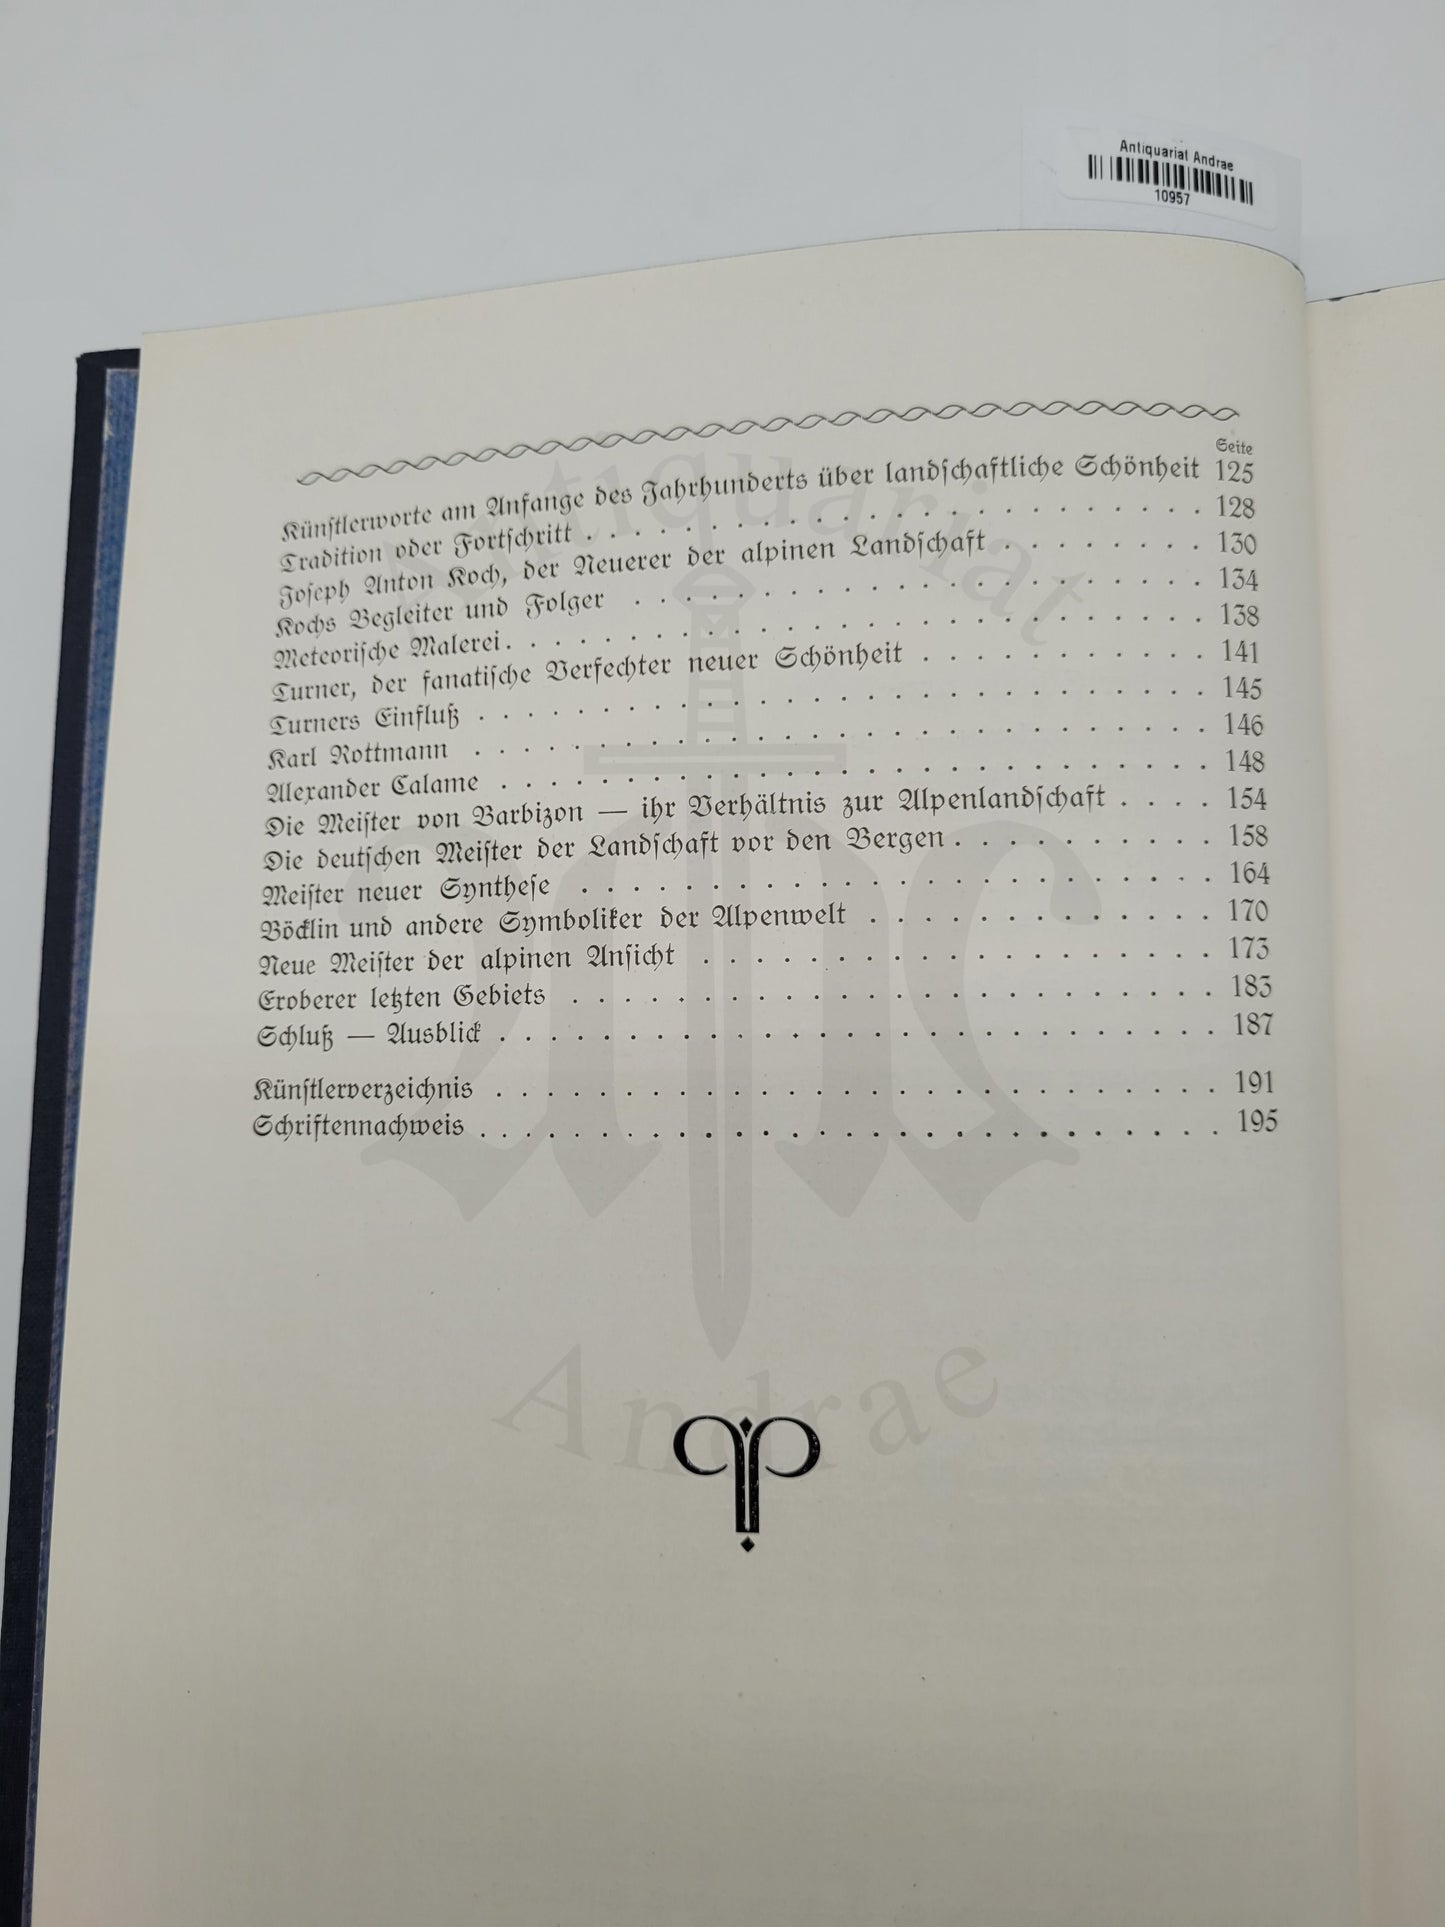 Antiquariat Andrae
10957
Seite
Künstlerworte am Anfange des Jahrhunderts über landschaftliche Schönheit 125
Tradition oder Fortschritt . . . . . . . . . . . . . . . . . . . . 128
Joseph Anton Koch, der Neuerer der alpinen Landschaft . . . . . . . . 130
Kochs Begleiter und Folger . . . . . . . . . . . . . . . . . . . 134
Meteorische Malerei . . . . . . . . . . . . . . . . . . . . . . 138
Turner, der fanatische Verfechter neuer Schönheit . . . . . . . . . . 141
Turners Einfluß . . . . . . . . . . . . . . . . . . . . . . . . 145
Karl Rottmann . . . . . . . . . . . . . . . . . . . . . . . . 146
Alexander Calame . . . . . . . . . . . . . . . . . . . . . . . 148
Die Meister von Barbizon — ihr Verhältnis zur Alpenlandschaft . . . . 154
Die deutschen Meister der Landschaft vor den Bergen . . . . . . . . . 158
Meister neuer Synthese . . . . . . . . . . . . . . . . . . . . . 164
Böcklin und andere Symboliker der Alpenwelt . . . . . . . . . . . . 170
Neue Meister der alpinen Ansicht . . . . . . . . . . . . . . . . . 173
Eroberer letzten Gebiets . . . . . . . . . . . . . . . . . . . . . 183
Schluß — Ausblick . . . . . . . . . . . . . . . . . . . . . . . 187
Künstlerverzeichnis . . . . . . . . . . . . . . . . . . . . . . . 191
Schriftennachweis . . . . . . . . . . . . . . . . . . . . . . . . 195
Antiquariat
Andrae